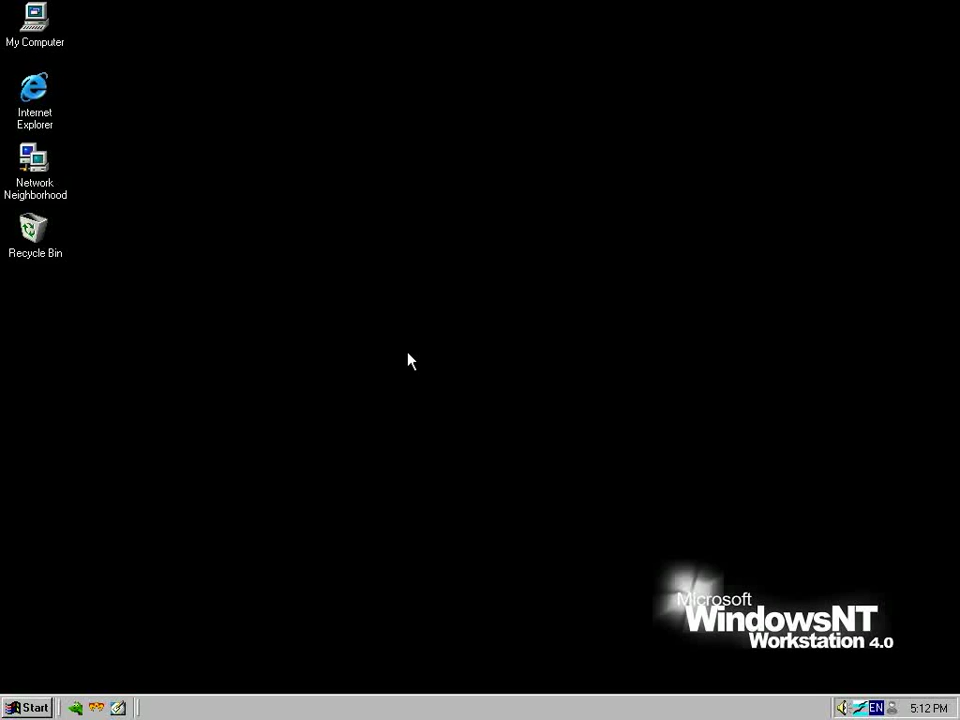 My Computer
Internet
Explorer
Network
Neighborhood
Recycle Bin
Microsoft
WindowsNT
Workstation 4.0
Start
EN
5:12 PM